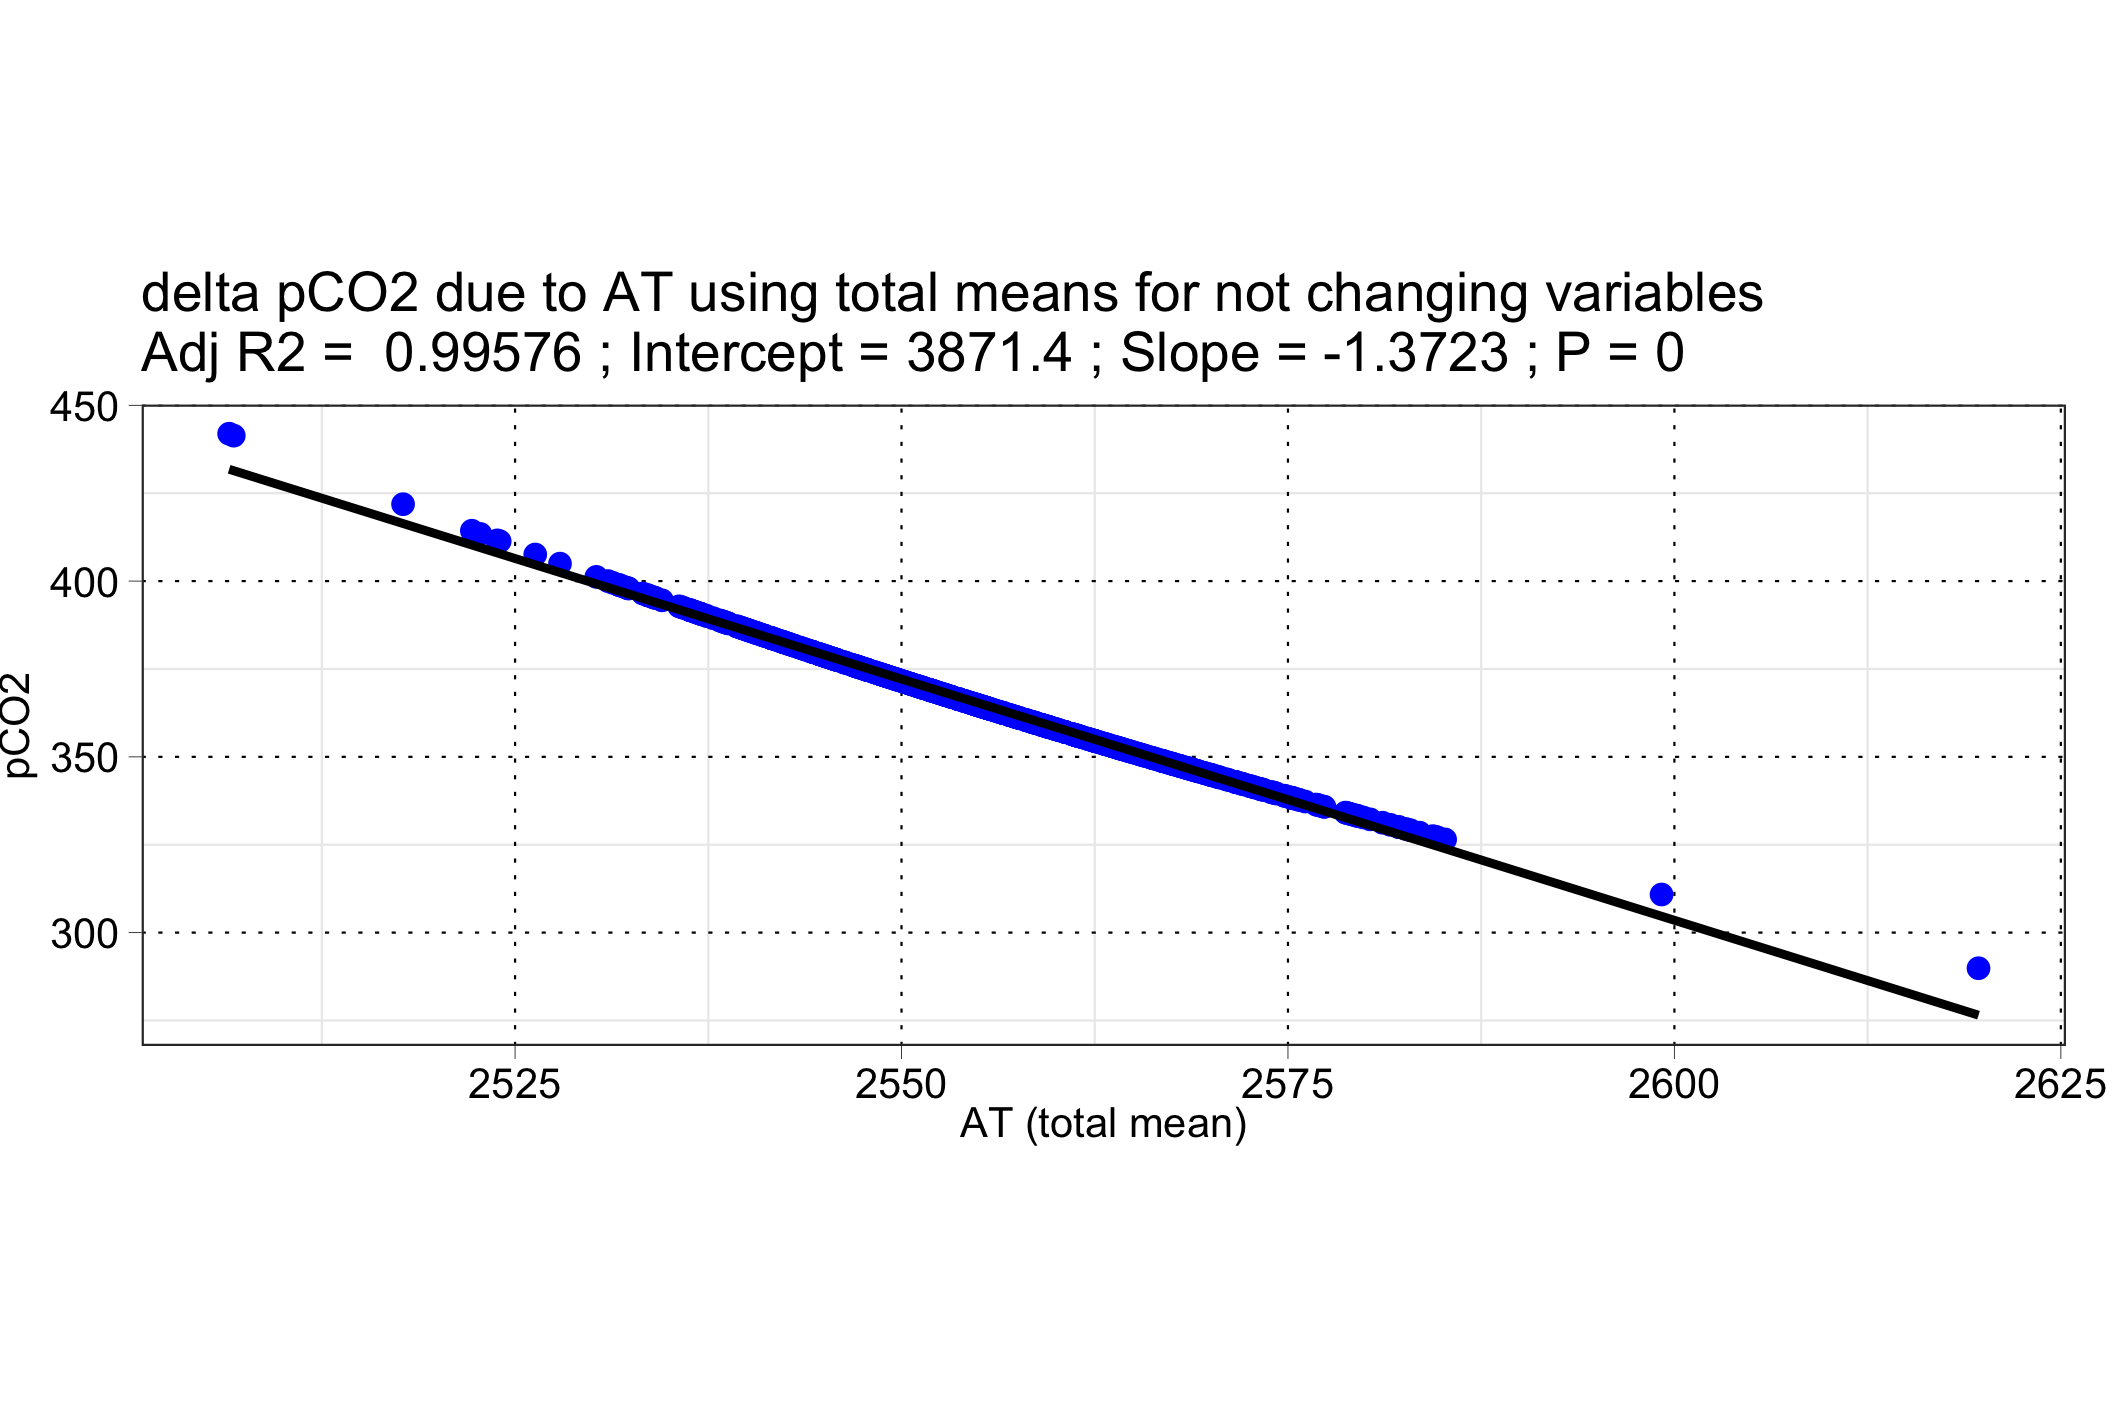 delta pCO2 due to AT using total means for not changing variables
Adj R2 =  0.99576 ; Intercept = 3871.4 ; Slope = -1.3723 ; P = 0
450
400
350
300
pCO2
2525
2550
2575
2600
2625
AT (total mean)